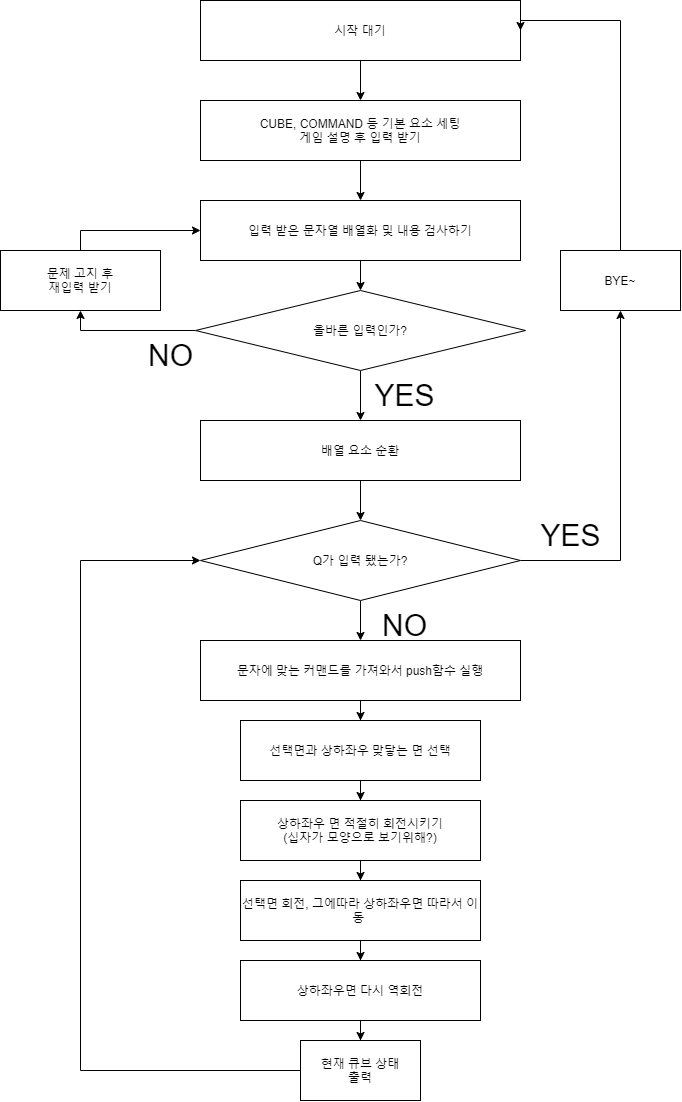 시작 대기
CUBE, COMMAND 등 기본 요소 세팅
게임 설명 후 입력 받기
입력 받은 문자열 배열화 및 내용 검사하기
문제 고지 후
재입력 받기
BYE~
올바른 입력인가?
NO
YES
배열 요소 순환
Q가 입력 됐는가?
YES
NO
문자에 맞는 커맨드를 가져와서 push함수 실행
선택면과 상하좌우 맞닿는 면 선택
상하좌우 면 적절히 회전시키기
(십자가 모양으로 보기위해?)
선택면 회전, 그에따라 상하좌우면 따라서 이
동
상하좌우면 다시 역회전
현재 큐브 상태
출력